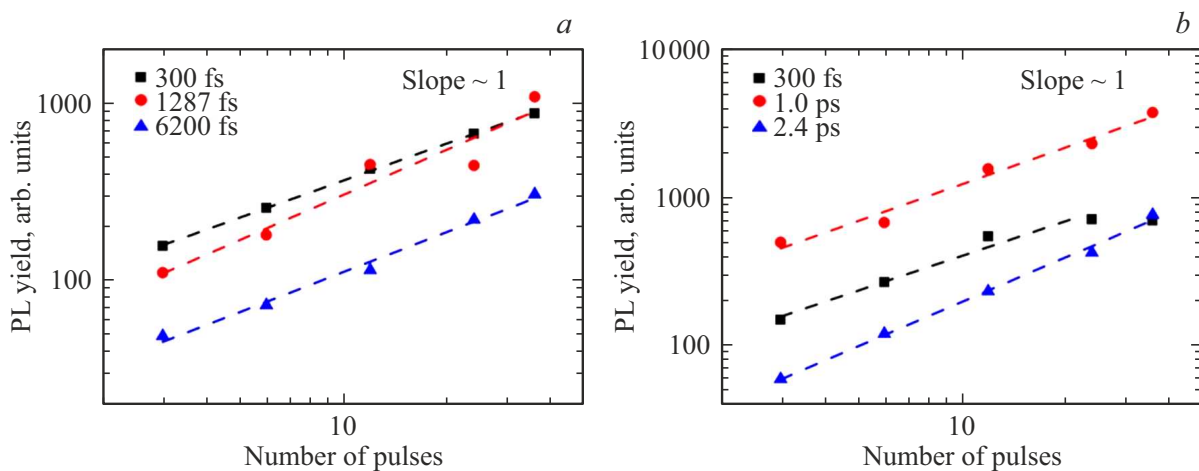 a
300 fs
1287 fs
6200 fs
Slope ~ 1
1000
100
10
PL yield, arb. units
Number of pulses
b
300 fs
1.0 ps
2.4 ps
Slope ~ 1
10 000
1000
100
10
PL yield, arb. units
Number of pulses